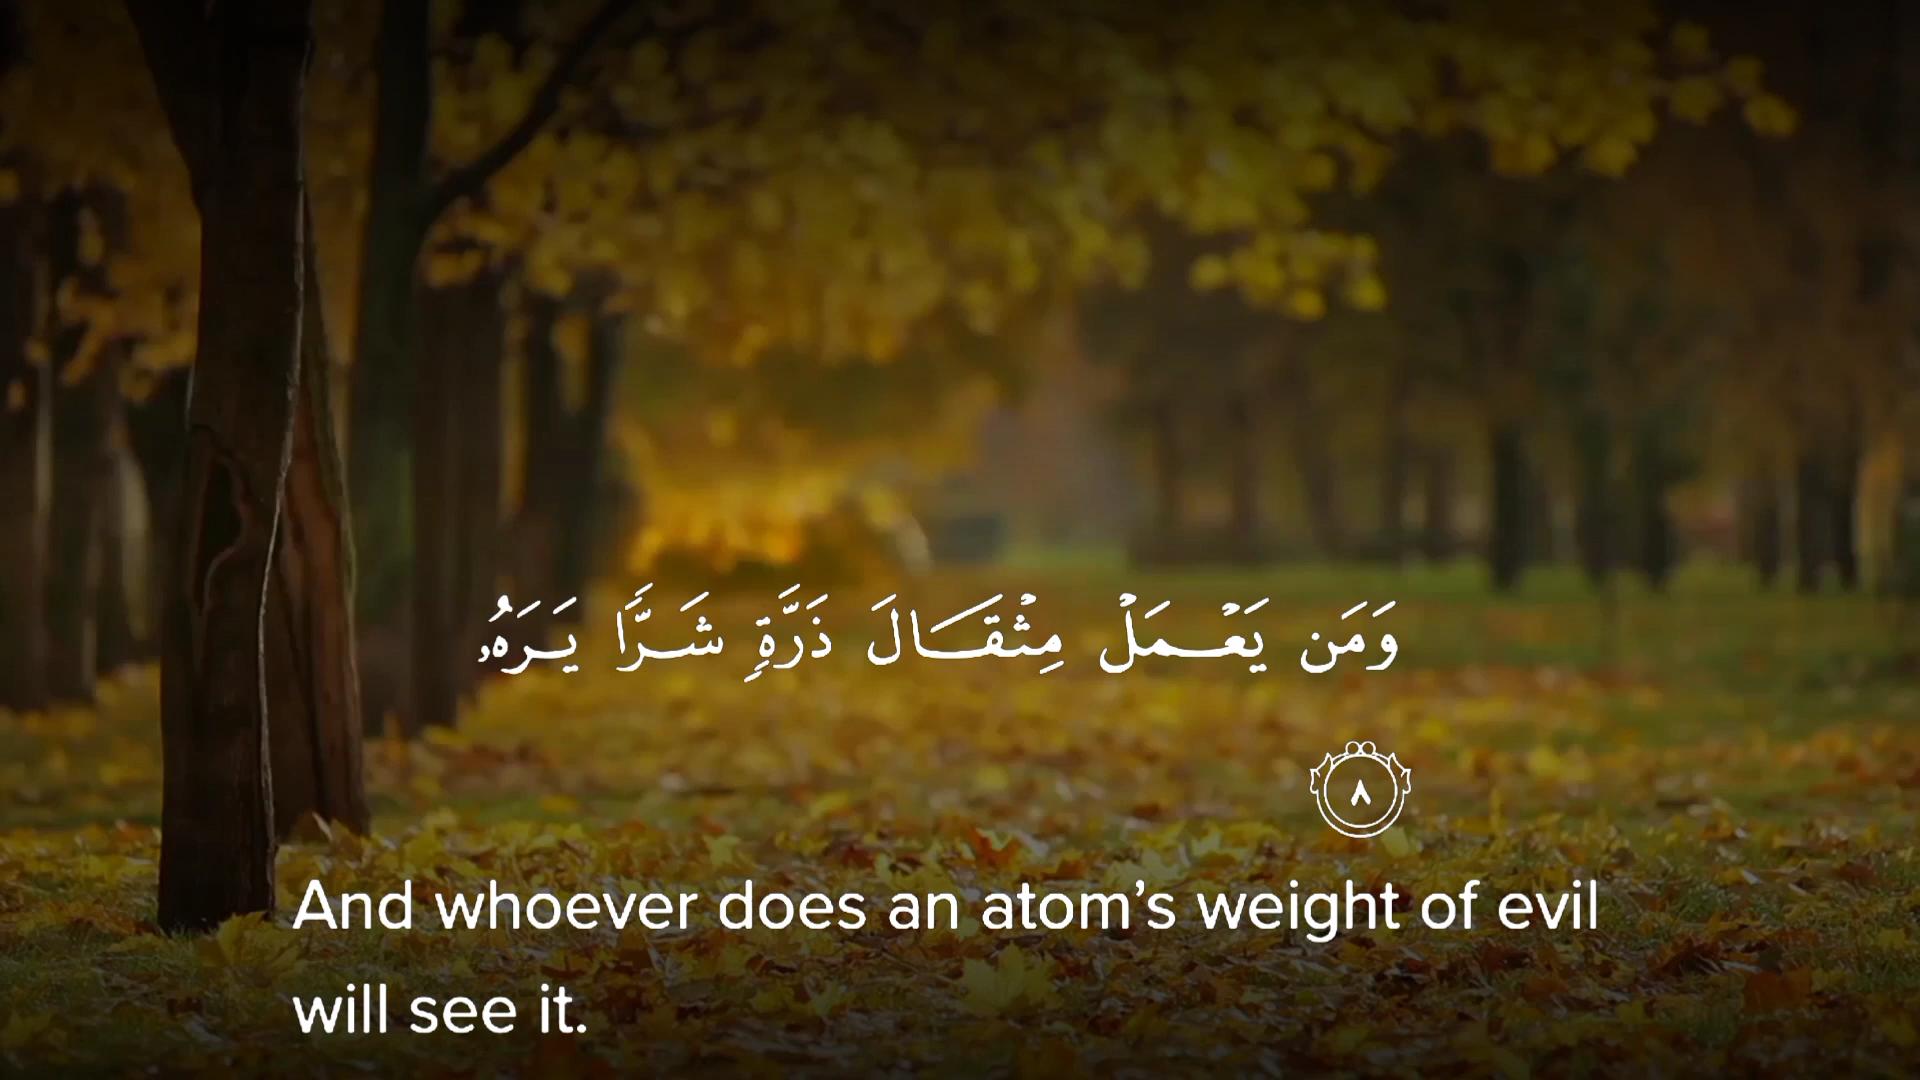 وَمَن يَعْمَلْ مِثْقَالَ ذَرَّةٍ شَرًّا يَرَهُۥ
٨
And whoever does an atom’s weight of evil
will see it.